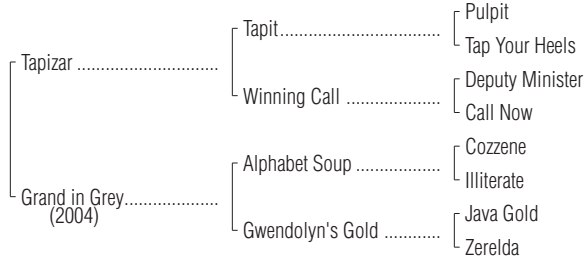 Pulpit
Tapit
Tap Your Heels
Tapizar
Deputy Minister
Winning Call
Call Now
Cozzene
Alphabet Soup
Illiterate
Grand in Grey
(2004)
Java Gold
Gwendolyn's Gold
Zerelda